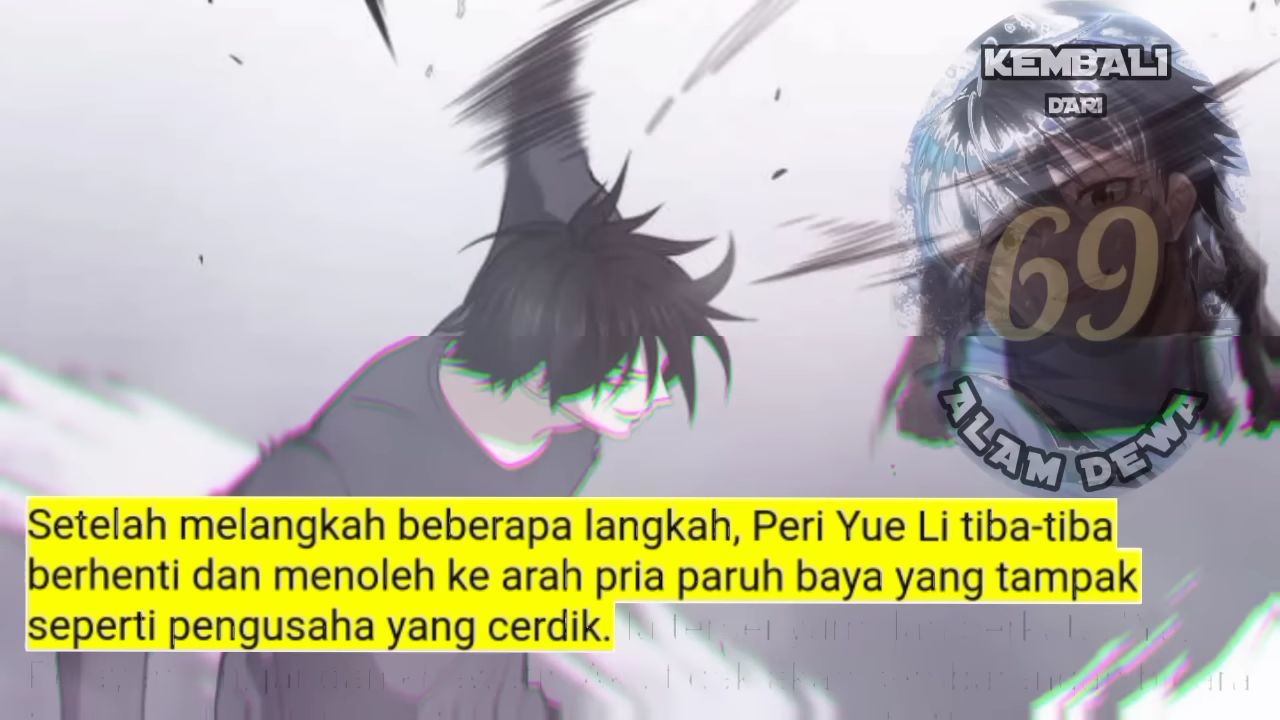 KEMBALI
DARI
69
ALAM DEWA
Setelah melangkah beberapa langkah, Peri Yue Li tiba-tiba
berhenti dan menoleh ke arah pria paruh baya yang tampak
seperti pengusaha yang cerdik.